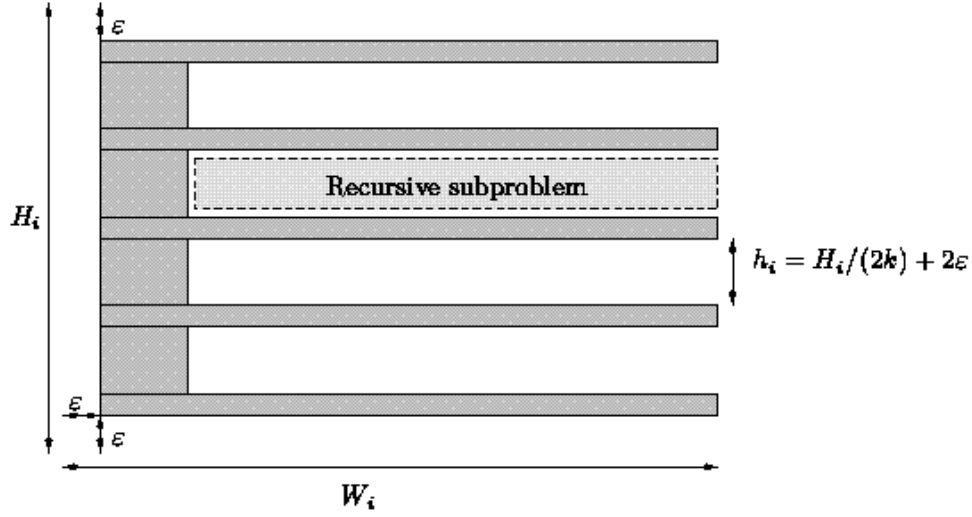 ε
Recursive subproblem
H_i
h_i = H_i/(2k) + 2ε
ε
ε
W_i